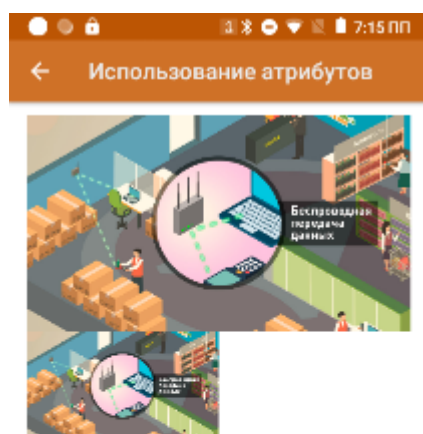 7:15 ПП
Использование атрибутов
Беспроводная
передача
данных